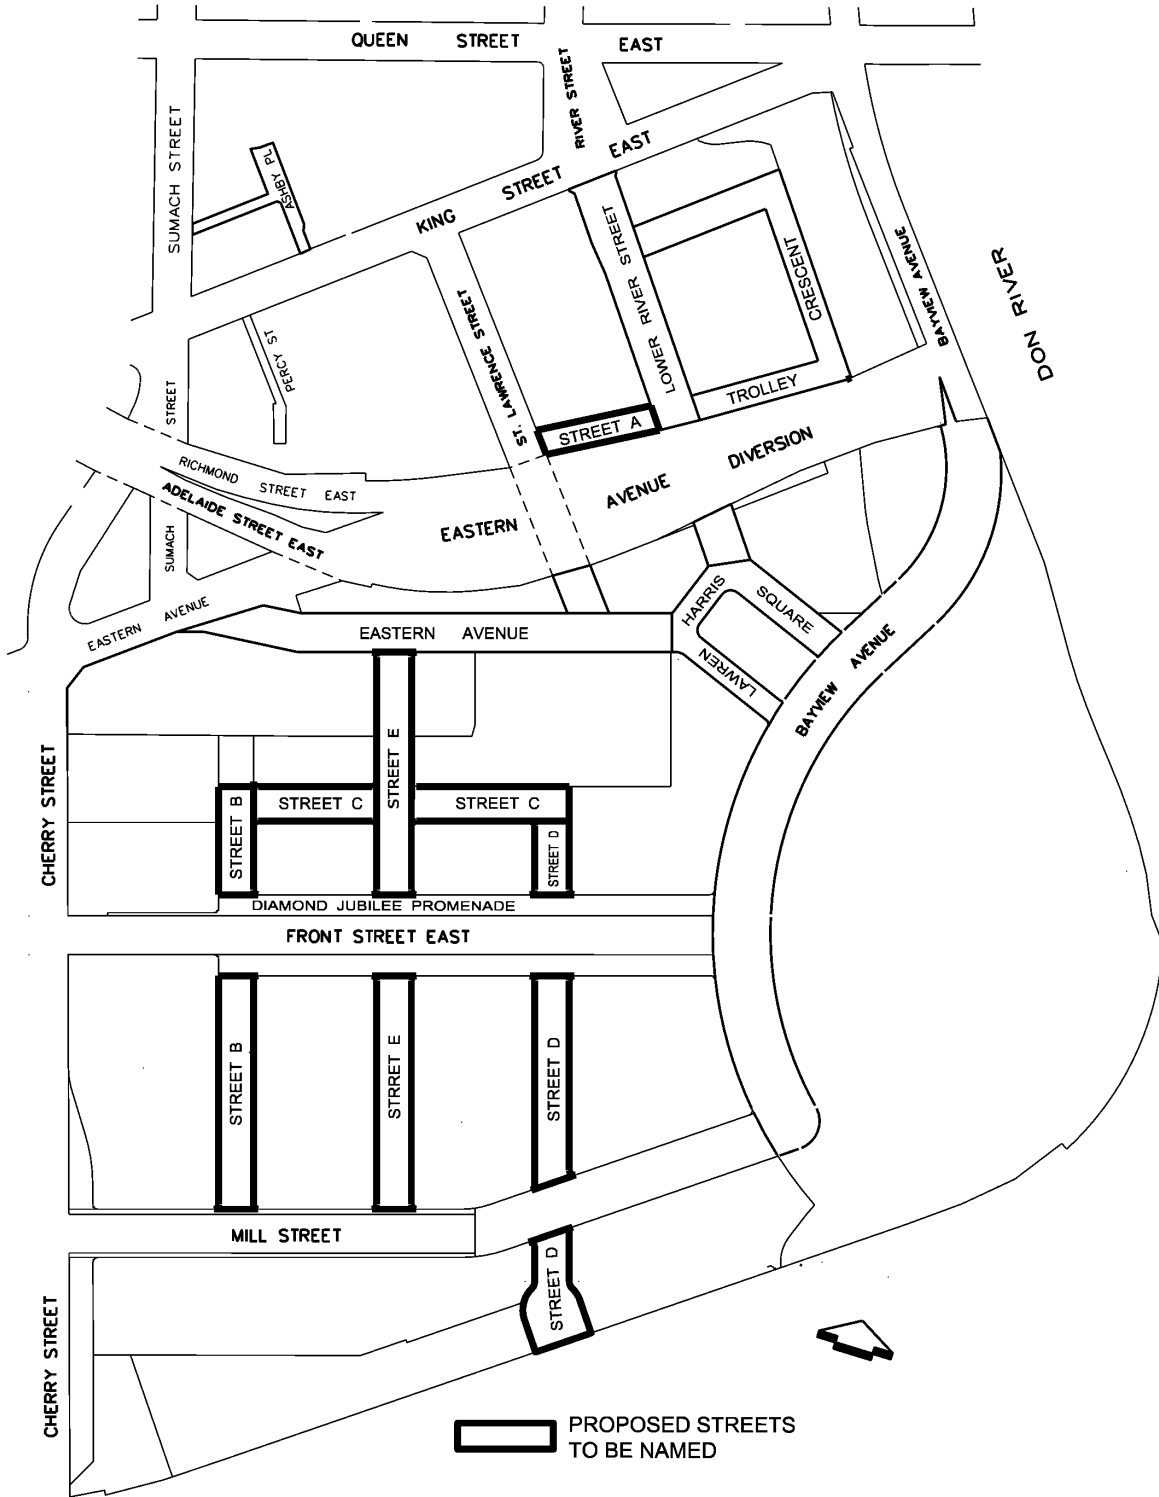 QUEEN STREET EAST
RIVER STREET
SUMACH STREET
ASHBY PL
KING STREET EAST
LOWER RIVER STREET
CRESCENT
BAYVIEW AVENUE
DON RIVER
PERCY ST
ST. LAWRENCE STREET
STREET
TROLLEY
STREET A
RICHMOND STREET EAST
ADELAIDE STREET EAST
EASTERN AVENUE DIVERSION
SUMACH
EASTERN AVENUE
EASTERN AVENUE
HARRIS
SQUARE
LAWREN
BAYVIEW AVENUE
CHERRY STREET
STREET E
STREET B
STREET C
STREET C
STREET D
DIAMOND JUBILEE PROMENADE
FRONT STREET EAST
STREET B
STRRET E
STREET D
MILL STREET
STREET D
CHERRY STREET
PROPOSED STREETS
TO BE NAMED